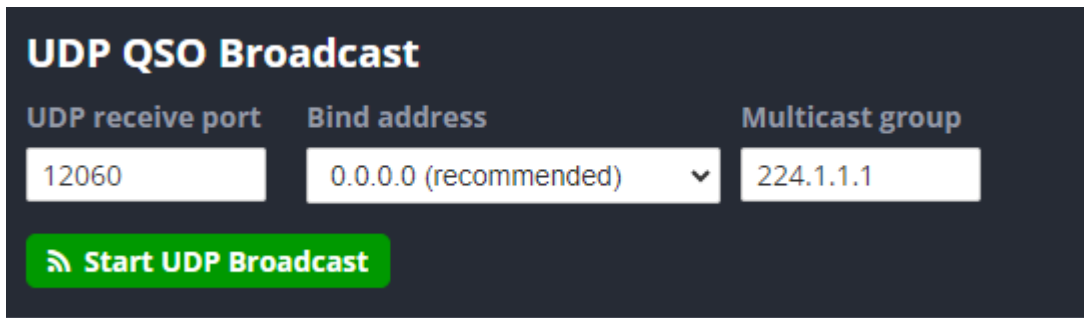 UDP QSO Broadcast
UDP receive port Bind address Multicast group
12060 0.0.0.0 (recommended) 224.1.1.1
Start UDP Broadcast